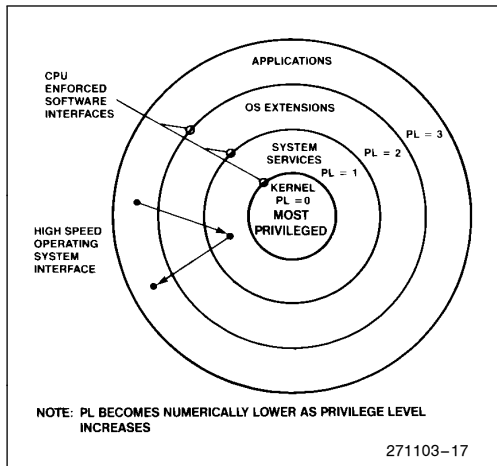 APPLICATIONS
CPU
ENFORCED
SOFTWARE
INTERFACES
OS EXTENSIONS
PL = 3
SYSTEM
SERVICES
PL = 2
PL = 1
KERNEL
PL =0
MOST
PRIVILEGED
HIGH SPEED
OPERATING
SYSTEM
INTERFACE
NOTE: PL BECOMES NUMERICALLY LOWER AS PRIVILEGE LEVEL
INCREASES
271103–17